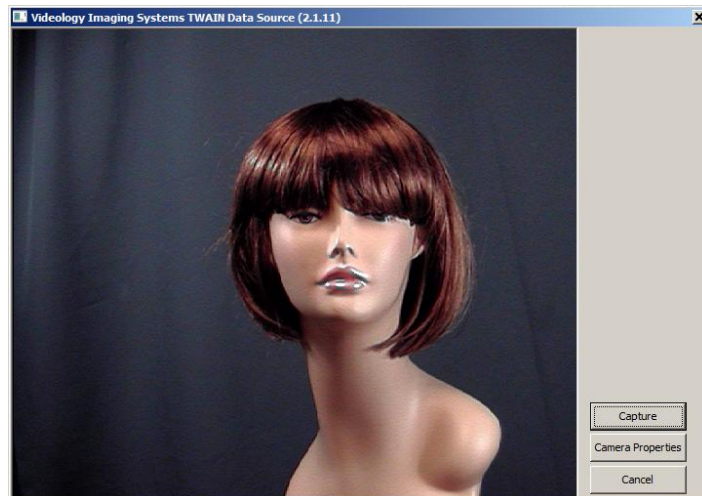 Videology Imaging Systems TWAIN Data Source (2.1.11)
Capture
Camera Properties
Cancel